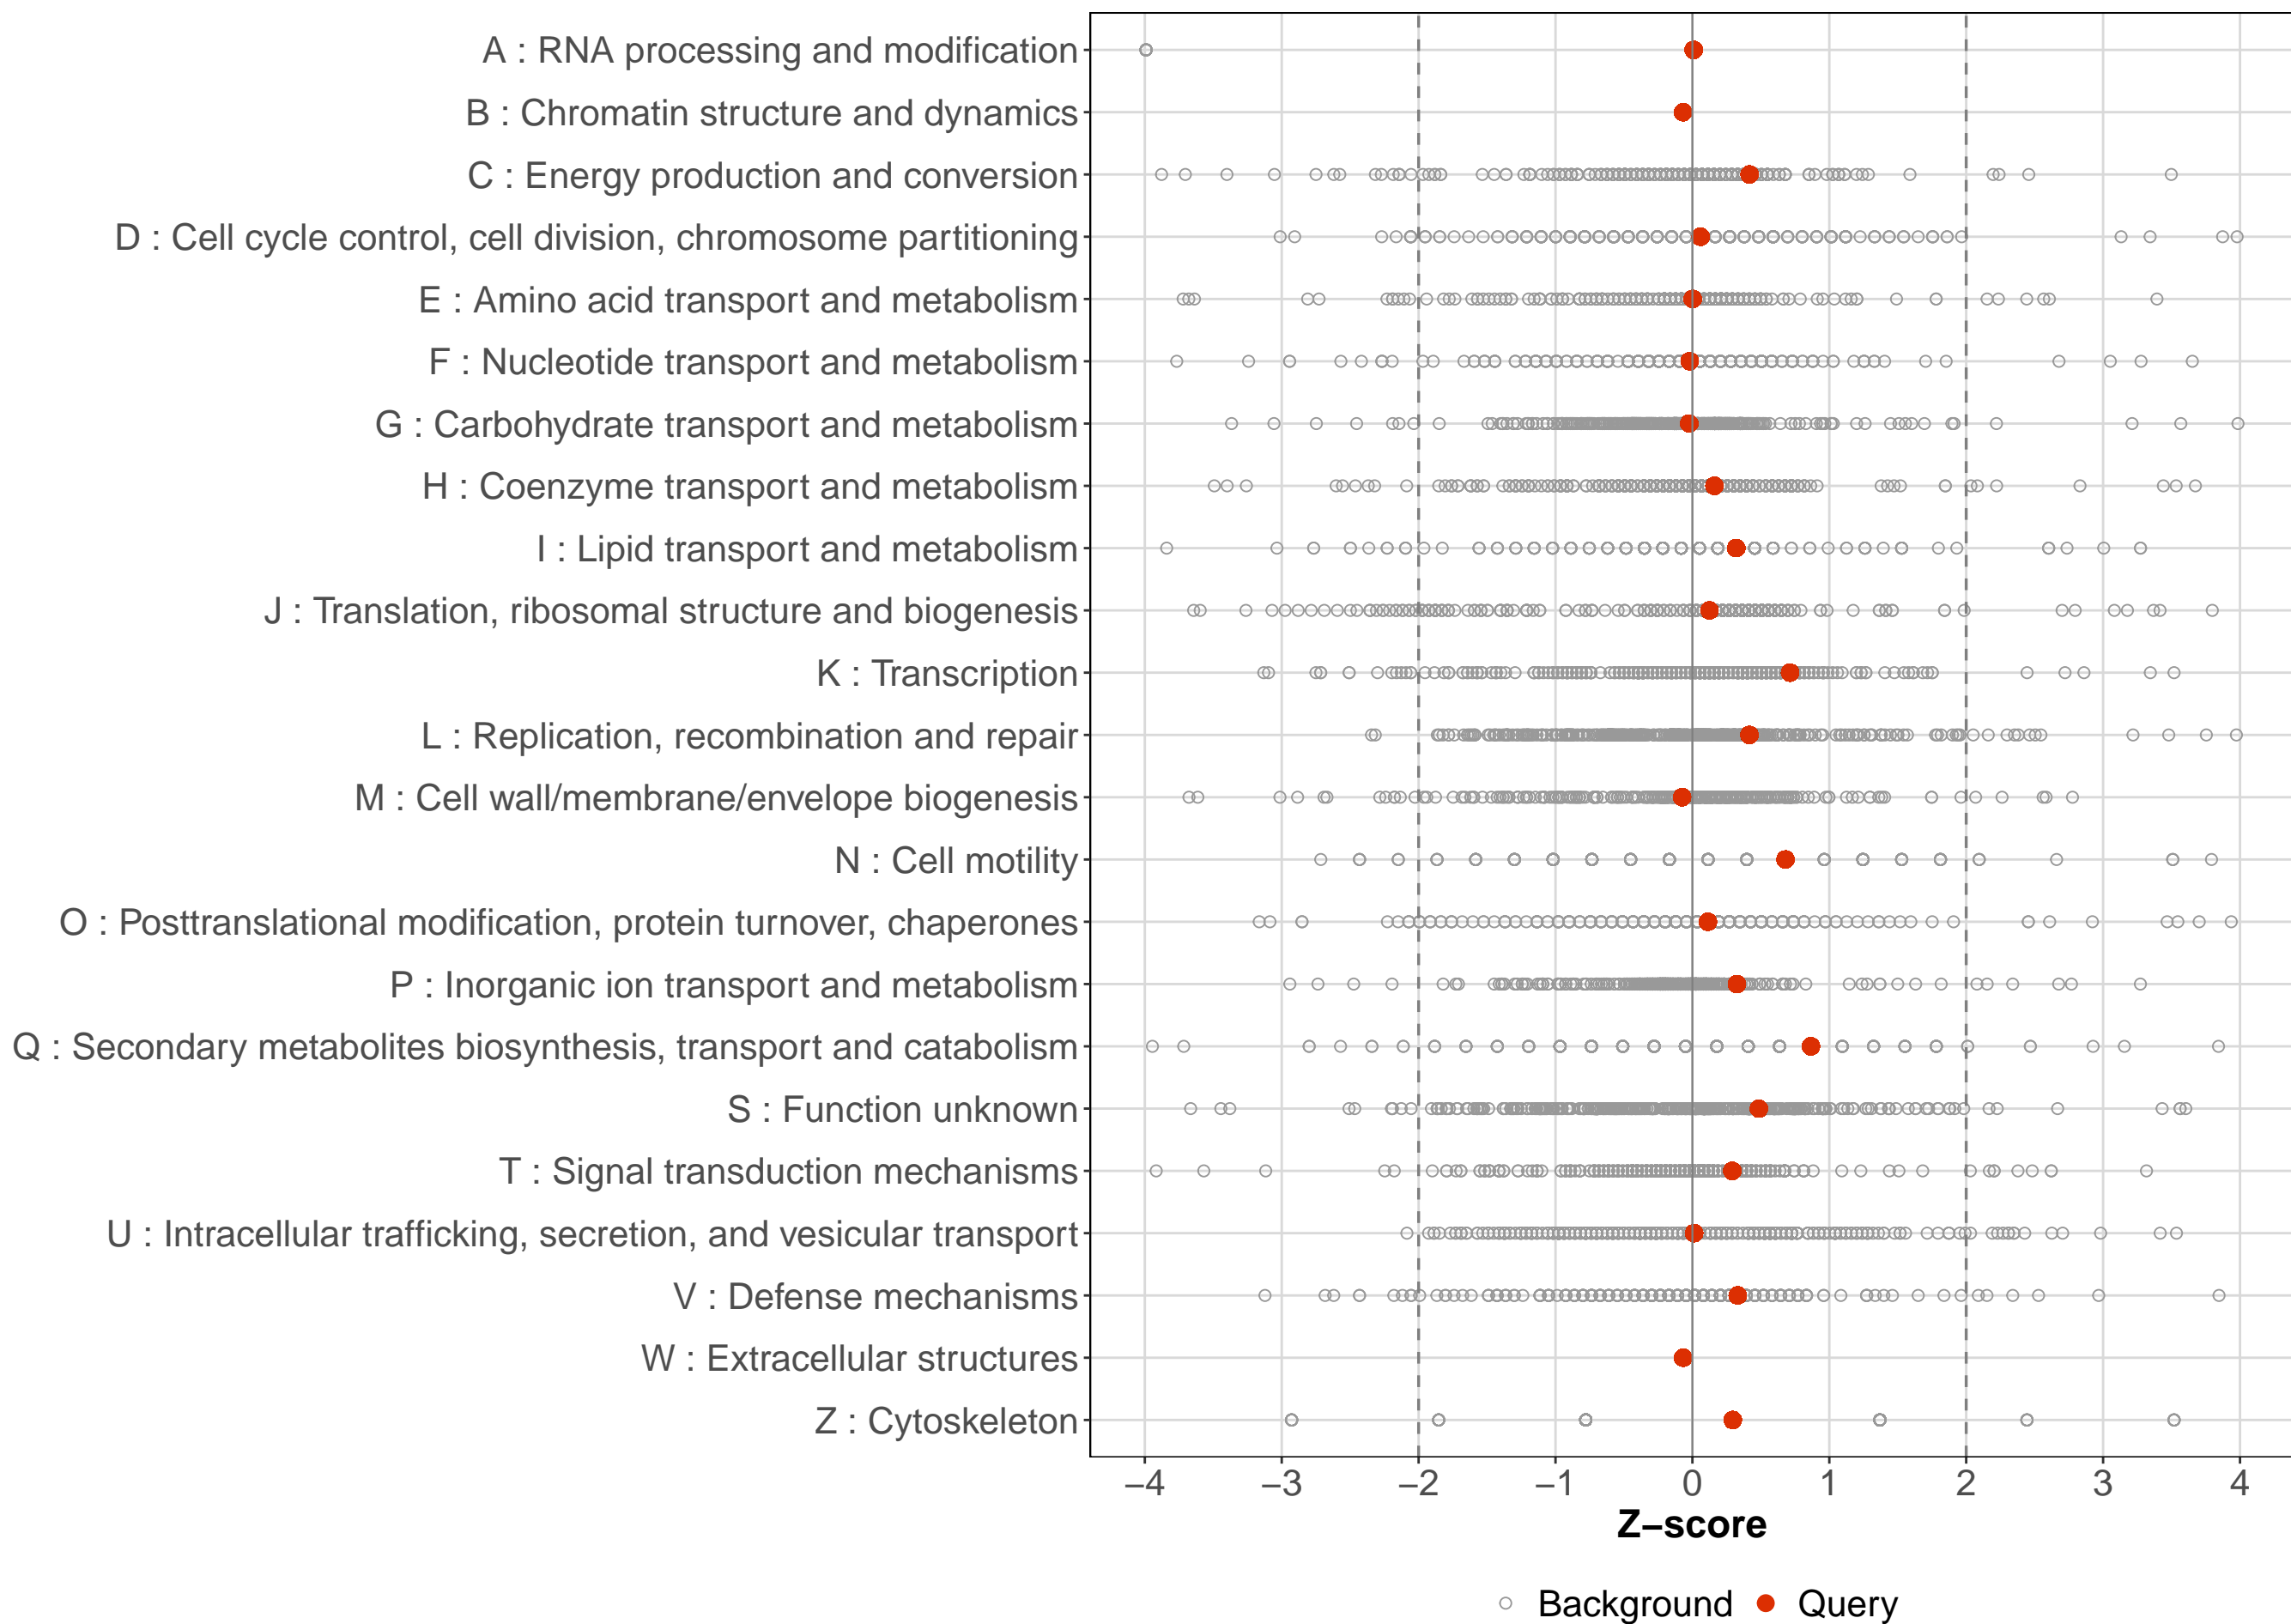 A : RNA processing and modification
B : Chromatin structure and dynamics
C : Energy production and conversion
D : Cell cycle control, cell division, chromosome partitioning
E : Amino acid transport and metabolism
F : Nucleotide transport and metabolism
G : Carbohydrate transport and metabolism
H : Coenzyme transport and metabolism
I : Lipid transport and metabolism
J : Translation, ribosomal structure and biogenesis
K : Transcription
L : Replication, recombination and repair
M : Cell wall/membrane/envelope biogenesis
N : Cell motility
O : Posttranslational modification, protein turnover, chaperones
P : Inorganic ion transport and metabolism
Q : Secondary metabolites biosynthesis, transport and catabolism
S : Function unknown
T : Signal transduction mechanisms
U : Intracellular trafficking, secretion, and vesicular transport
V : Defense mechanisms
W : Extracellular structures
Z : Cytoskeleton
−4 −3 −2 −1 0 1 2 3 4
Z−score
Background Query